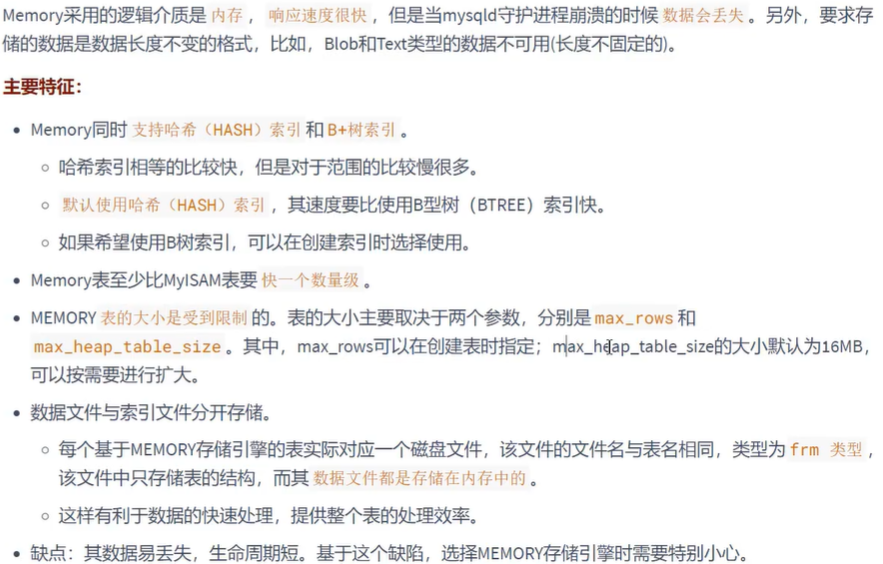 Memory采用的逻辑介质是 内存 ， 响应速度很快 ，但是当mysqld守护进程崩溃的时候 数据会丢失 。另外，要求存
储的数据是数据长度不变的格式，比如，Blob和Text类型的数据不可用(长度不固定的)。
主要特征：
• Memory同时 支持哈希（HASH）索引 和 B+树索引 。
○ 哈希索引相等的比较快，但是对于范围的比较慢很多。
○ 默认使用哈希（HASH）索引 ，其速度要比使用B型树（BTREE）索引快。
○ 如果希望使用B树索引，可以在创建索引时选择使用。
• Memory表至少比MyISAM表要 快一个数量级 。
• MEMORY 表的大小是受到限制 的。表的大小主要取决于两个参数，分别是 max_rows 和
max_heap_table_size 。其中，max_rows可以在创建表时指定；max_heap_table_size的大小默认为16MB，
可以按需要进行扩大。
• 数据文件与索引文件分开存储。
○ 每个基于MEMORY存储引擎的表实际对应一个磁盘文件，该文件的文件名与表名相同，类型为 frm 类型 ，
该文件中只存储表的结构，而其 数据文件都是存储在内存中的 。
○ 这样有利于数据的快速处理，提供整个表的处理效率。
• 缺点：其数据易丢失，生命周期短。基于这个缺陷，选择MEMORY存储引擎时需要特别小心。